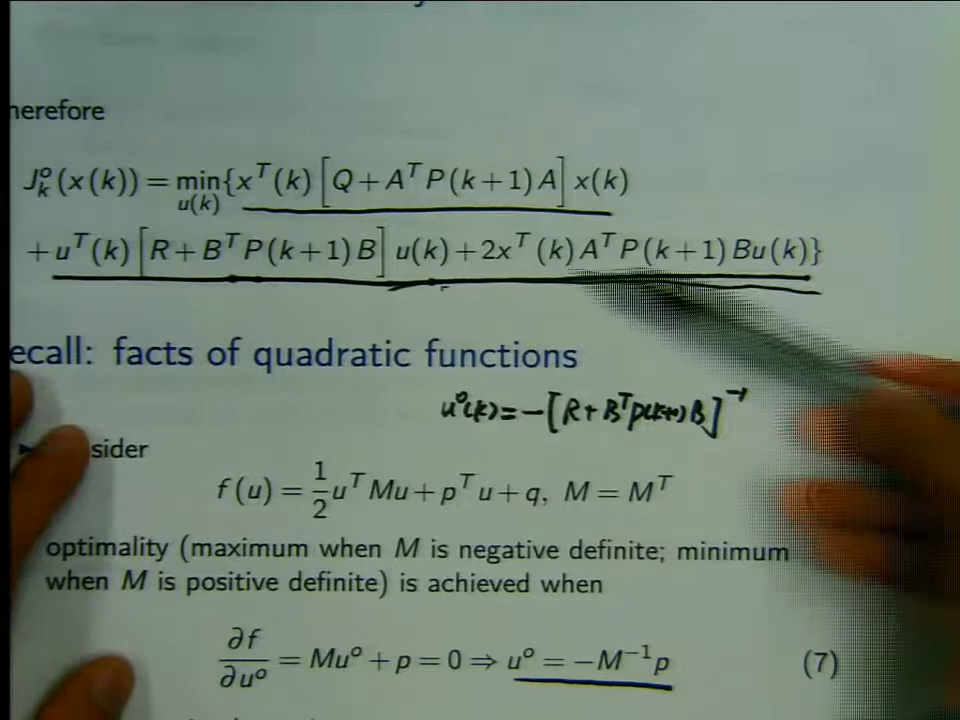 herefore
J_k^o(x(k)) = min_{u(k)} {x^T(k) [Q + A^T P(k+1) A] x(k)
+ u^T(k) [R + B^T P(k+1) B] u(k) + 2x^T(k) A^T P(k+1) Bu(k)}
ecall: facts of quadratic functions
u^o(k) = −[R + B^T P(k+1) B]^{−1}
sider
f(u) = 1/2 u^T Mu + p^T u + q, M = M^T
optimality (maximum when M is negative definite; minimum
when M is positive definite) is achieved when
∂f/∂u^o = Mu^o + p = 0 ⇒ u^o = −M^{−1}p (7)